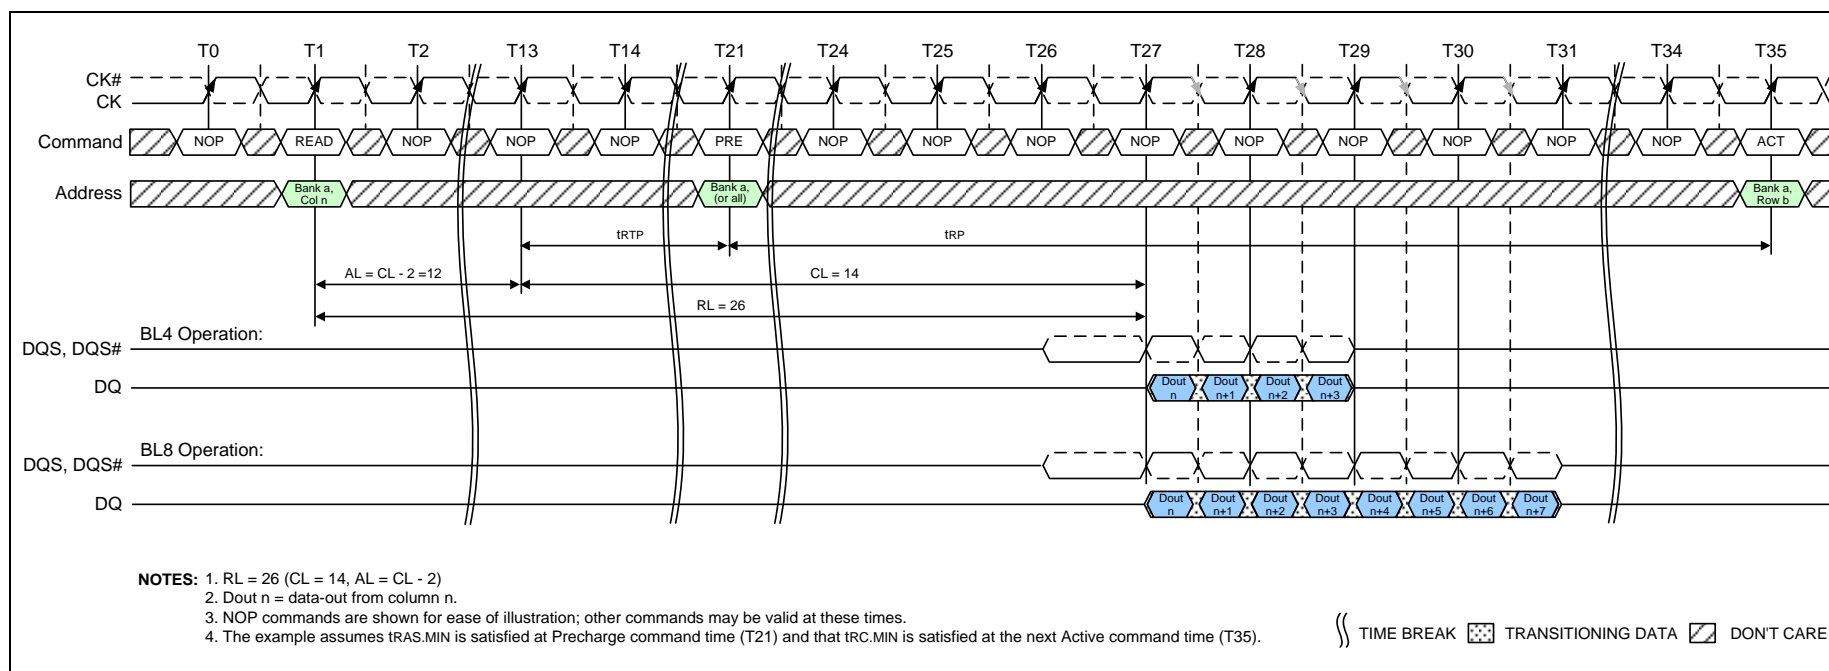 T0 T1 T2 T13 T14 T21 T24 T25 T26 T27 T28 T29 T30 T31 T34 T35
CK#
CK
Command NOP READ NOP NOP NOP PRE NOP NOP NOP NOP NOP NOP NOP NOP NOP ACT
Address
Bank a,
Col n
Bank a,
(or all)
Bank a,
Row b
tRTP tRP
AL = CL - 2 =12 CL = 14
RL = 26
BL4 Operation:
DQS, DQS#
DQ
Dout
n
Dout
n+1
Dout
n+2
Dout
n+3
BL8 Operation:
DQS, DQS#
DQ
Dout
n
Dout
n+1
Dout
n+2
Dout
n+3
Dout
n+4
Dout
n+5
Dout
n+6
Dout
n+7
NOTES: 1. RL = 26 (CL = 14, AL = CL - 2)
2. Dout n = data-out from column n.
3. NOP commands are shown for ease of illustration; other commands may be valid at these times.
4. The example assumes tRAS.MIN is satisfied at Precharge command time (T21) and that tRC.MIN is satisfied at the next Active command time (T35).
TIME BREAK TRANSITIONING DATA DON'T CARE